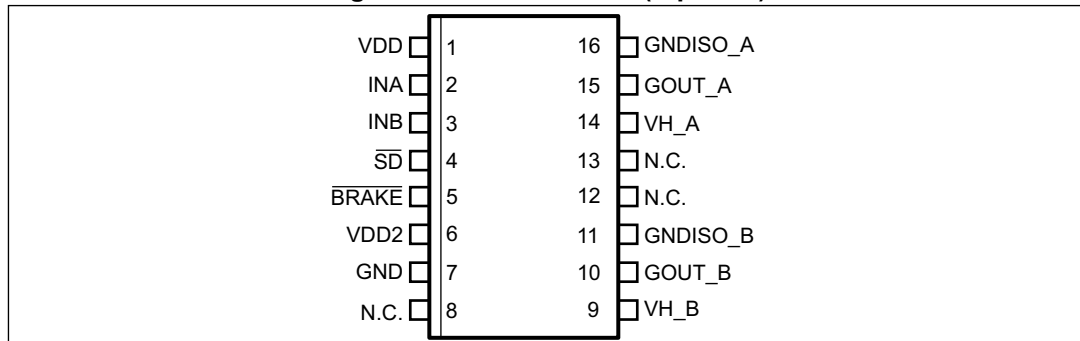 VDD 1 16 GNDISO_A
INA 2 15 GOUT_A
INB 3 14 VH_A
SD 4 13 N.C.
BRAKE 5 12 N.C.
VDD2 6 11 GNDISO_B
GND 7 10 GOUT_B
N.C. 8 9 VH_B